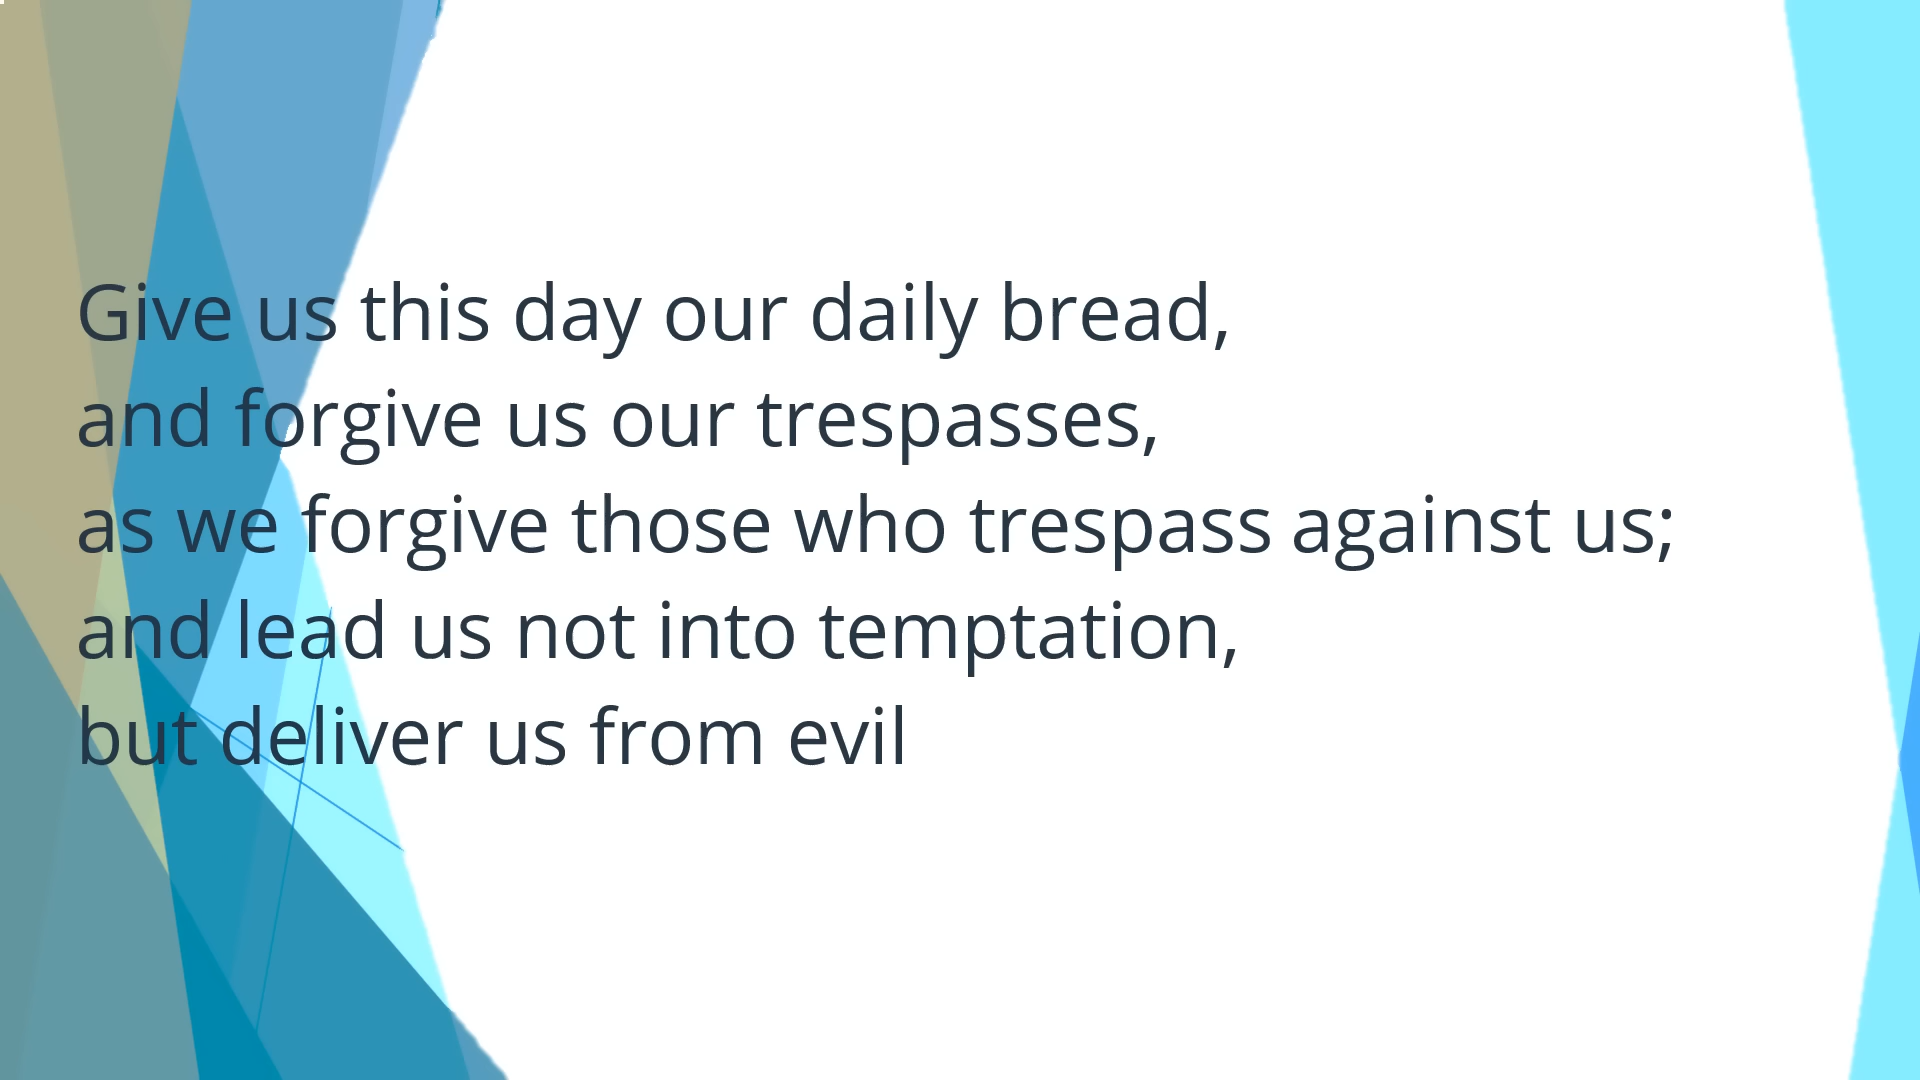 Give us this day our daily bread,
and forgive us our trespasses,
as we forgive those who trespass against us;
and lead us not into temptation,
but deliver us from evil